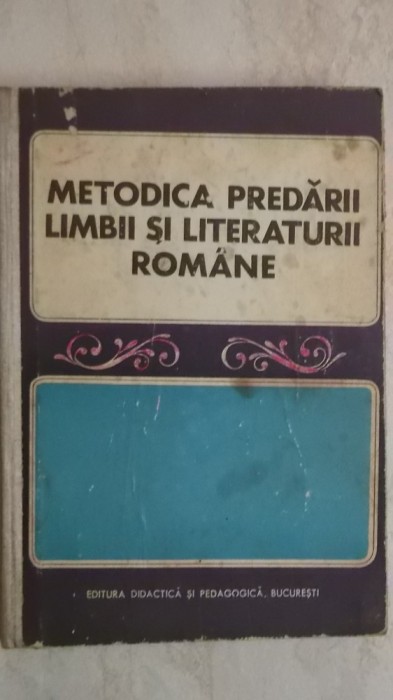 METODICA PREDĂRII
LIMBII ȘI LITERATURII
ROMÂNE
EDITURA DIDACTICĂ ȘI PEDAGOGICĂ, BUCUREȘTI